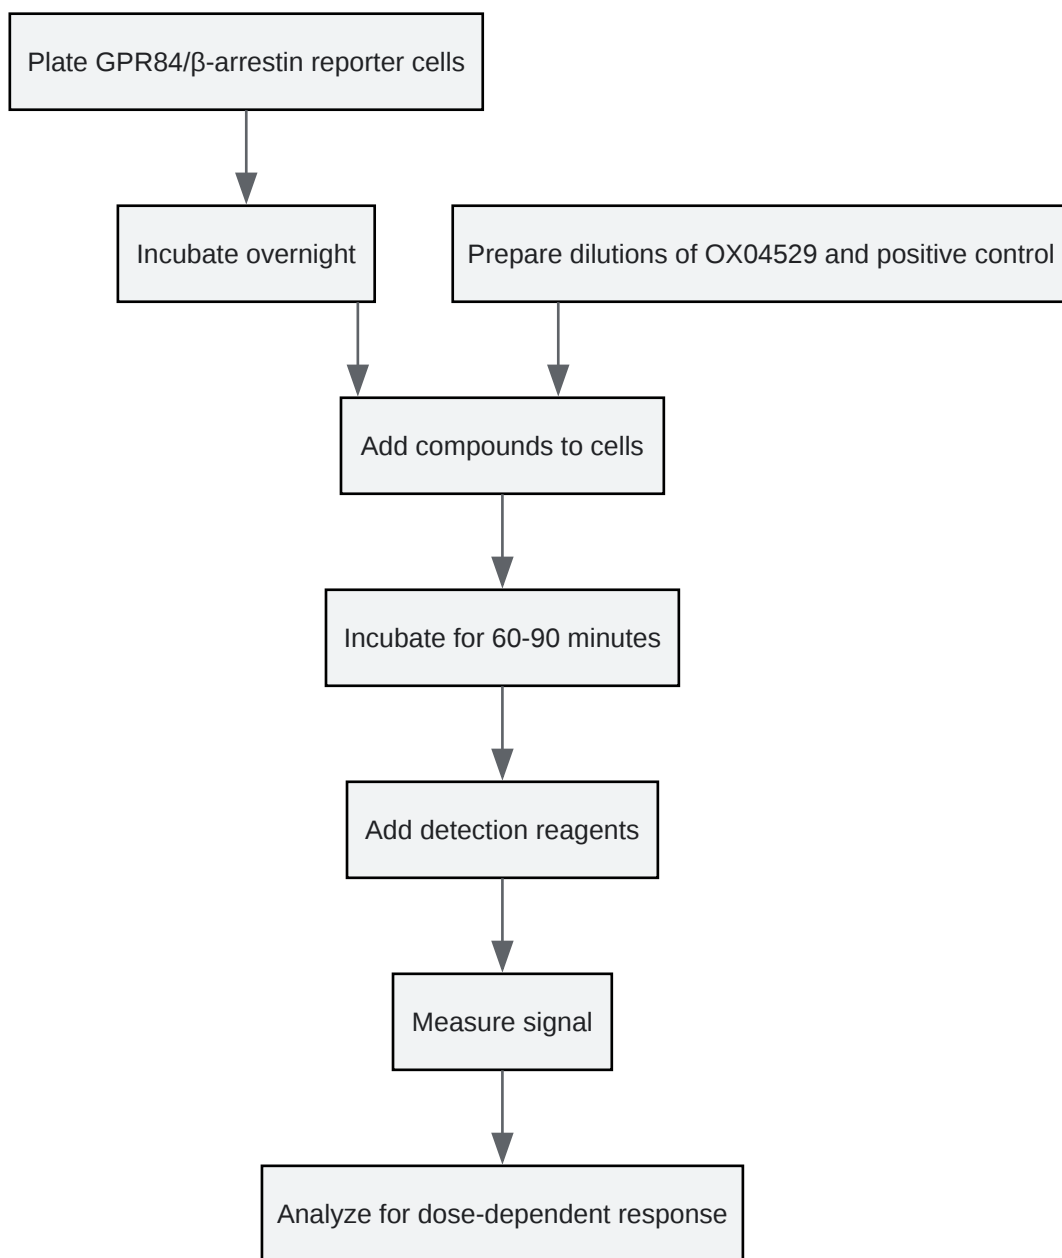 Plate GPR84/β-arrestin reporter cells
Incubate overnight
Prepare dilutions of OX04529 and positive control
Add compounds to cells
Incubate for 60-90 minutes
Add detection reagents
Measure signal
Analyze for dose-dependent response